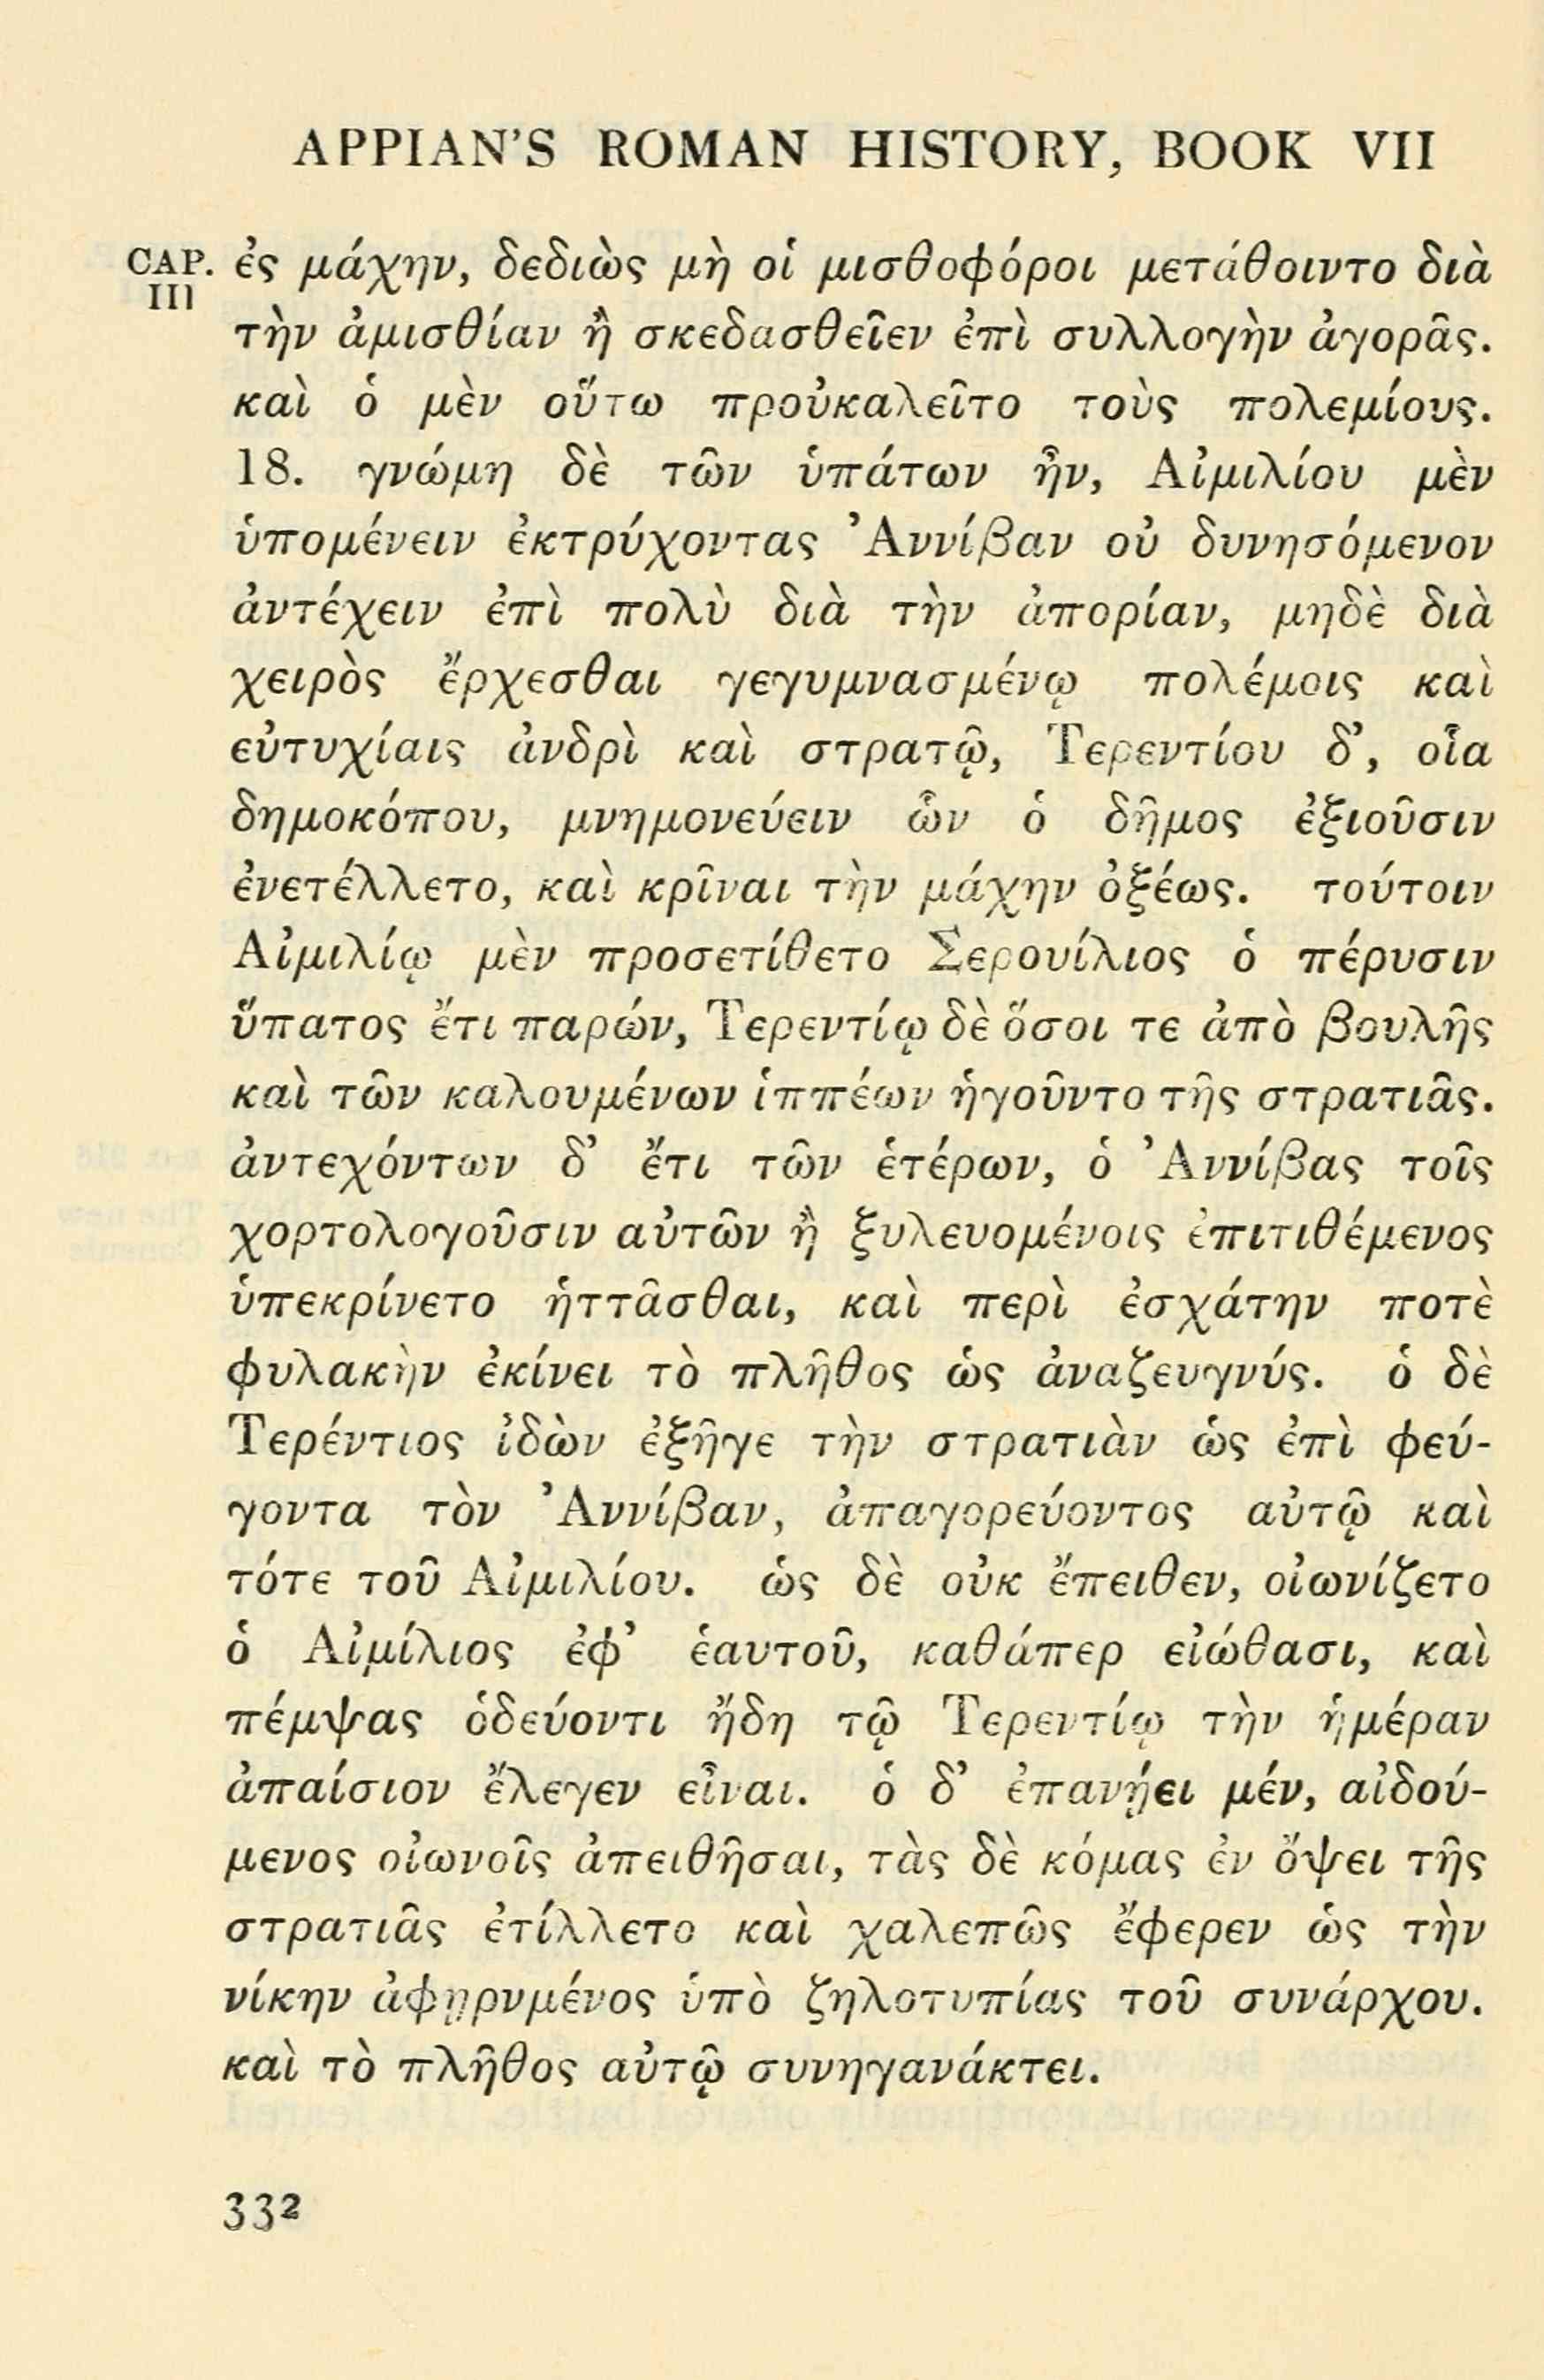 APPIAN'S ROMAN HISTORY, BOOK VII
CAP. III
ἐς μάχην, δεδιὼς μὴ οἱ μισθοφόροι μετάθοιντο διὰ
τὴν ἀμισθίαν ἢ σκεδασθεῖεν ἐπὶ συλλογὴν ἀγορᾶς.
καὶ ὁ μὲν οὕτω προὐκαλεῖτο τοὺς πολεμίους.
18. γνώμη δὲ τῶν ὑπάτων ἦν, Αἰμιλίου μὲν
ὑπομένειν ἐκτρύχοντας Ἀννίβαν οὐ δυνησόμενον
ἀντέχειν ἐπὶ πολὺ διὰ τὴν ἀπορίαν, μηδὲ διὰ
χειρὸς ἔρχεσθαι γεγυμνασμένῳ πολέμοις καὶ
εὐτυχίαις ἀνδρὶ καὶ στρατῷ, Τερεντίου δ', οἷα
δημοκόπου, μνημονεύειν ὧν ὁ δῆμος ἐξιοῦσιν
ἐνετέλλετο, καὶ κρῖναι τὴν μάχην ὀξέως. τούτοιν
Αἰμιλίῳ μὲν προσετίθετο Σερουίλιος ὁ πέρυσιν
ὕπατος ἔτι παρών, Τερεντίῳ δὲ ὅσοι τε ἀπὸ βουλῆς
καὶ τῶν καλουμένων ἱππέων ἡγοῦντο τῆς στρατιᾶς.
ἀντεχόντων δ' ἔτι τῶν ἑτέρων, ὁ Ἀννίβας τοῖς
χορτολογοῦσιν αὐτῶν ἢ ξυλευομένοις ἐπιτιθέμενος
ὑπεκρίνετο ἡττᾶσθαι, καὶ περὶ ἐσχάτην ποτὲ
φυλακὴν ἐκίνει τὸ πλῆθος ὡς ἀναζευγνύς. ὁ δὲ
Τερέντιος ἰδὼν ἐξῆγε τὴν στρατιὰν ὡς ἐπὶ φεύ-
γοντα τὸν Ἀννίβαν, ἀπαγορεύοντος αὐτῷ καὶ
τότε τοῦ Αἰμιλίου. ὡς δὲ οὐκ ἔπειθεν, οἰωνίζετο
ὁ Αἰμίλιος ἐφ' ἑαυτοῦ, καθάπερ εἰώθασι, καὶ
πέμψας ὁδεύοντι ἤδη τῷ Τερεντίῳ τὴν ἡμέραν
ἀπαίσιον ἔλεγεν εἶναι. ὁ δ' ἐπανῄει μέν, αἰδού-
μενος οἰωνοῖς ἀπειθῆσαι, τὰς δὲ κόμας ἐν ὄψει τῆς
στρατιᾶς ἐτίλλετο καὶ χαλεπῶς ἔφερεν ὡς τὴν
νίκην ἀφῃρνμένος ὑπὸ ζηλοτυπίας τοῦ συνάρχου.
καὶ τὸ πλῆθος αὐτῷ συνηγανάκτει.
332